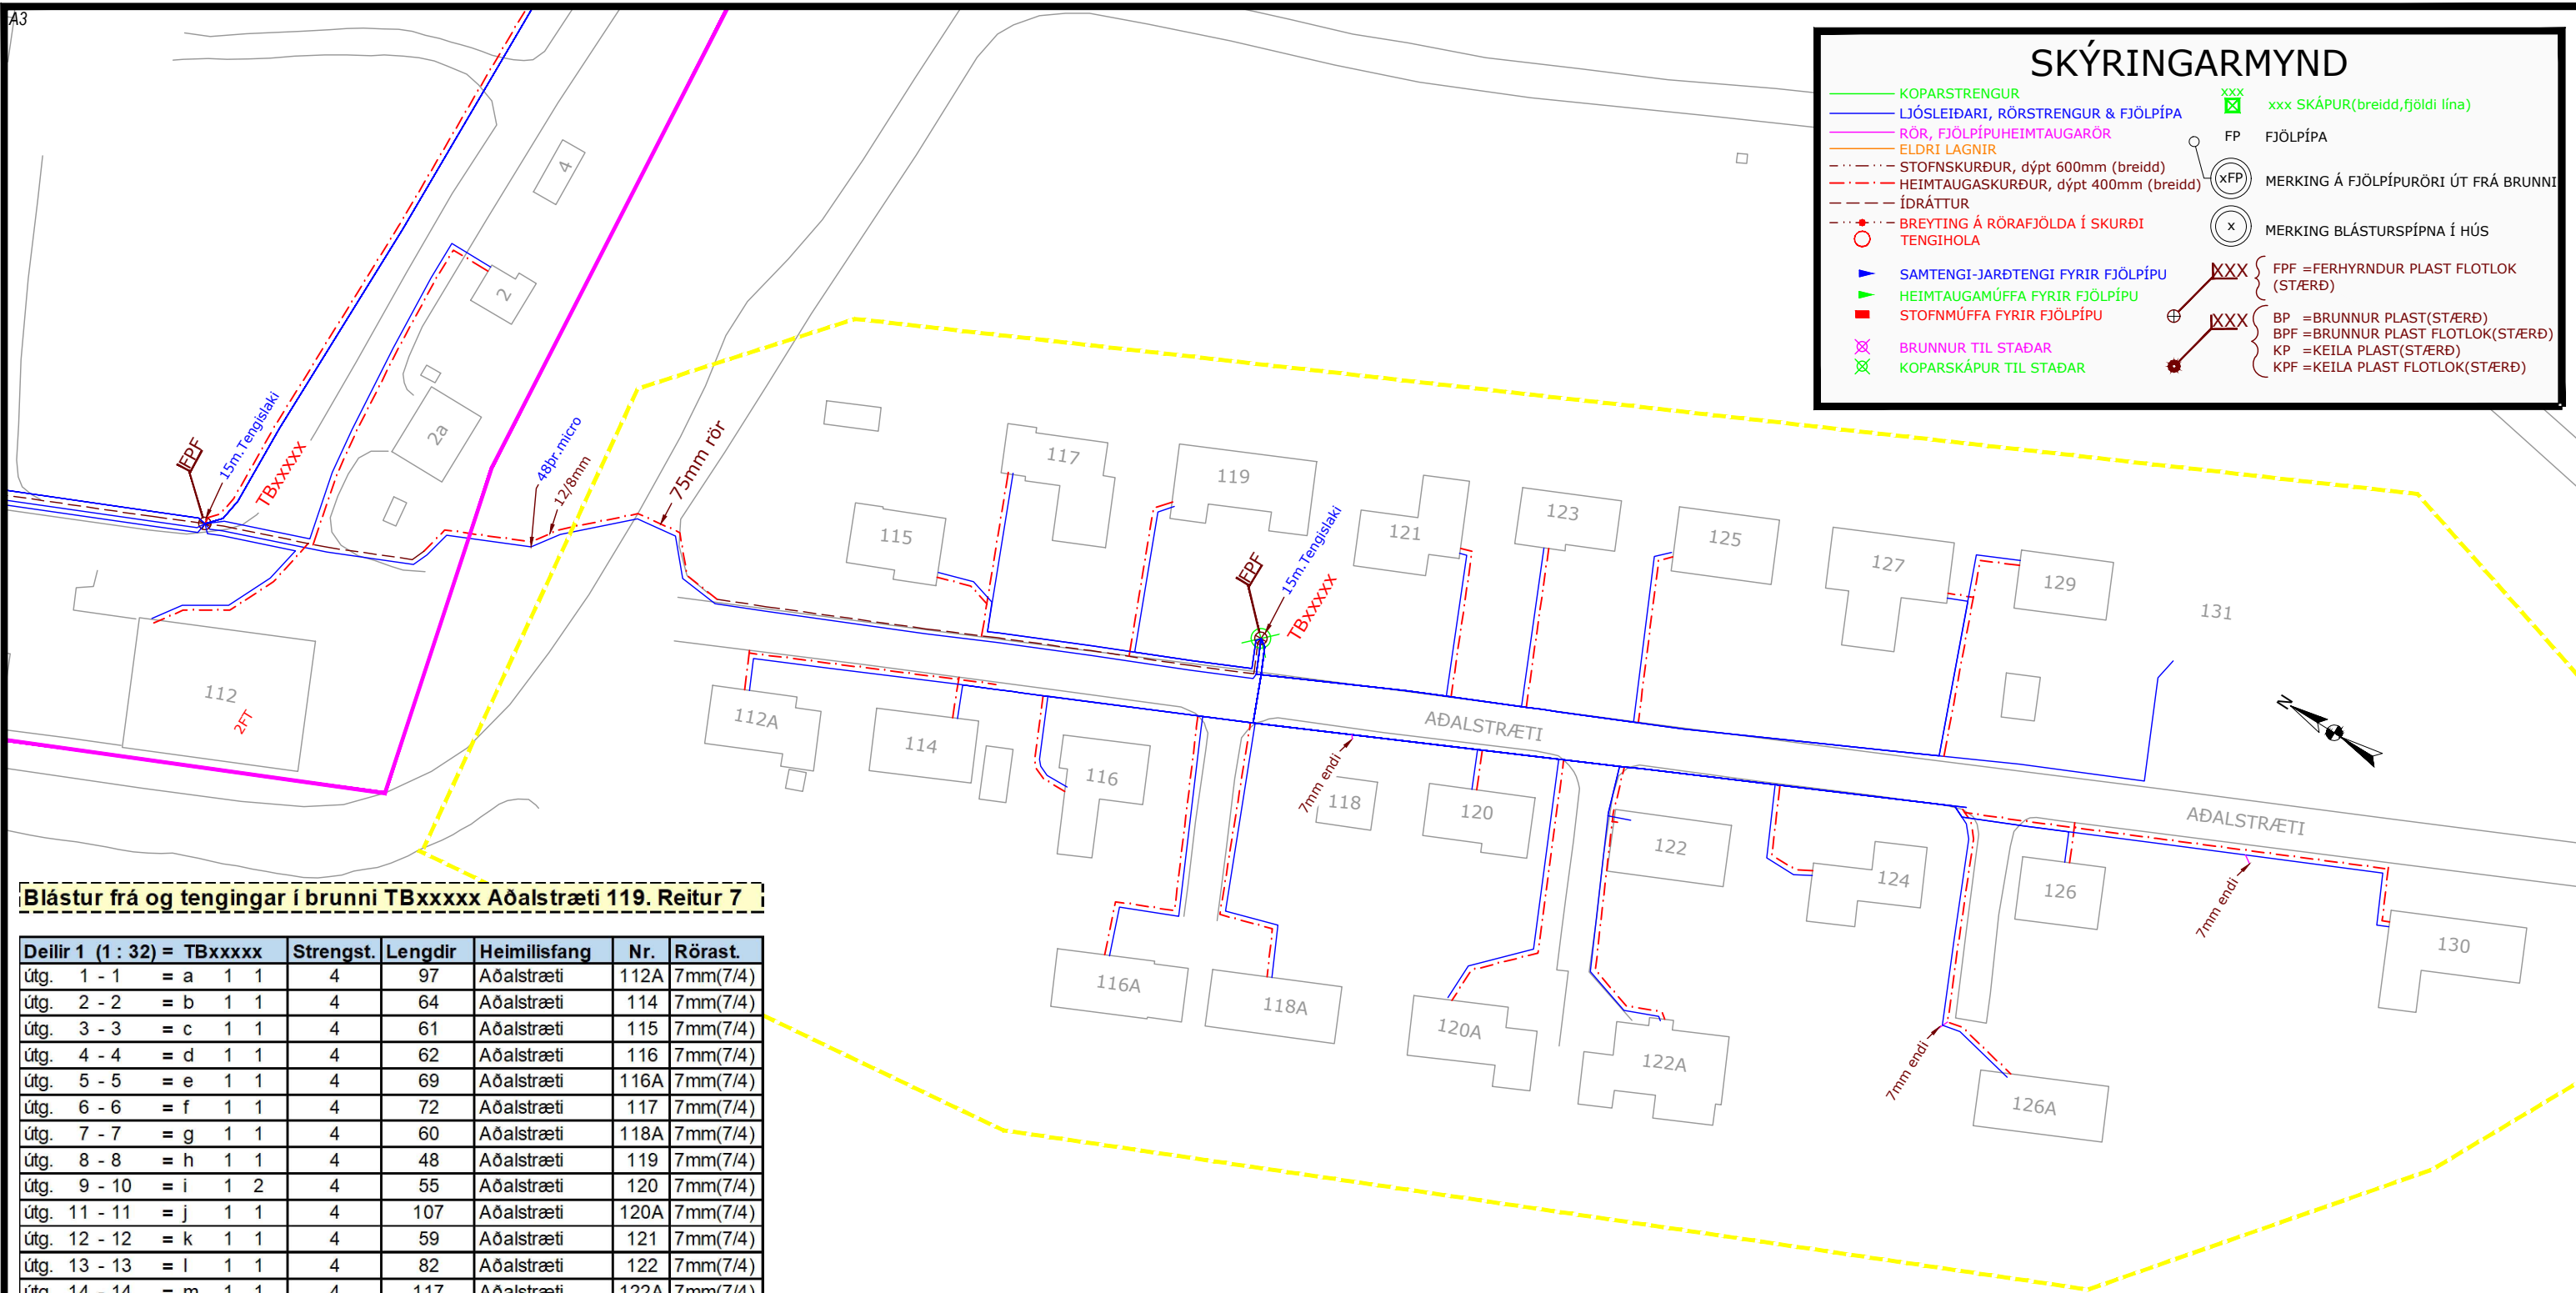 A3
SKÝRINGARMYND
KOPARSTRENGUR
LJÓSLEIÐARI, RÖRSTRENGUR & FJÖLPÍPA
RÖR, FJÖLPÍPUHEIMTAUGARÖR
ELDRI LAGNIR
STOFNSKURÐUR, dýpt 600mm (breidd)
HEIMTAUGASKURÐUR, dýpt 400mm (breidd)
ÍDRÁTTUR
BREYTING Á RÖRAFJÖLDA Í SKURÐI
TENGIHOLA
SAMTENGI-JARÐTENGI FYRIR FJÖLPÍPU
HEIMTAUGAMÚFFA FYRIR FJÖLPÍPU
STOFNMÚFFA FYRIR FJÖLPÍPU
BRUNNUR TIL STAÐAR
KOPARSKÁPUR TIL STAÐAR
xxx
xxx SKÁPUR(breidd,fjöldi lína)
FP FJÖLPÍPA
xFP MERKING Á FJÖLPÍPURÖRI ÚT FRÁ BRUNNI
x MERKING BLÁSTURSPÍPNA Í HÚS
XXX FPF =FERHYRNDUR PLAST FLOTLOK
(STÆRÐ)
XXX BP =BRUNNUR PLAST(STÆRÐ)
BPF =BRUNNUR PLAST FLOTLOK(STÆRÐ)
KP =KEILA PLAST(STÆRÐ)
KPF =KEILA PLAST FLOTLOK(STÆRÐ)
4
2
2a
FPF
15m.Tengislaki
TBxxxxx
48þr.micro
12/8mm
75mm rör
112
2FT
115
117
119
FPF
15m.Tengislaki
TBxxxxx
121
123
125
127
129
131
N
AÐALSTRÆTI
AÐALSTRÆTI
112A
114
116
7mm endi
118
120
122
124
126
7mm endi
130
116A
118A
120A
122A
7mm endi
126A
Blástur frá og tengingar í brunni TBxxxxx Aðalstræti 119. Reitur 7
Deilir 1 (1 : 32) = TBxxxxx Strengst. Lengdir Heimilisfang Nr. Rörast.
útg. 1 - 1 = a 1 1 4 97 Aðalstræti 112A 7mm(7/4)
útg. 2 - 2 = b 1 1 4 64 Aðalstræti 114 7mm(7/4)
útg. 3 - 3 = c 1 1 4 61 Aðalstræti 115 7mm(7/4)
útg. 4 - 4 = d 1 1 4 62 Aðalstræti 116 7mm(7/4)
útg. 5 - 5 = e 1 1 4 69 Aðalstræti 116A 7mm(7/4)
útg. 6 - 6 = f 1 1 4 72 Aðalstræti 117 7mm(7/4)
útg. 7 - 7 = g 1 1 4 60 Aðalstræti 118A 7mm(7/4)
útg. 8 - 8 = h 1 1 4 48 Aðalstræti 119 7mm(7/4)
útg. 9 - 10 = i 1 2 4 55 Aðalstræti 120 7mm(7/4)
útg. 11 - 11 = j 1 1 4 107 Aðalstræti 120A 7mm(7/4)
útg. 12 - 12 = k 1 1 4 59 Aðalstræti 121 7mm(7/4)
útg. 13 - 13 = l 1 1 4 82 Aðalstræti 122 7mm(7/4)
útg. 14 - 14 = m 1 1 4 117 Aðalstræti 122A 7mm(7/4)